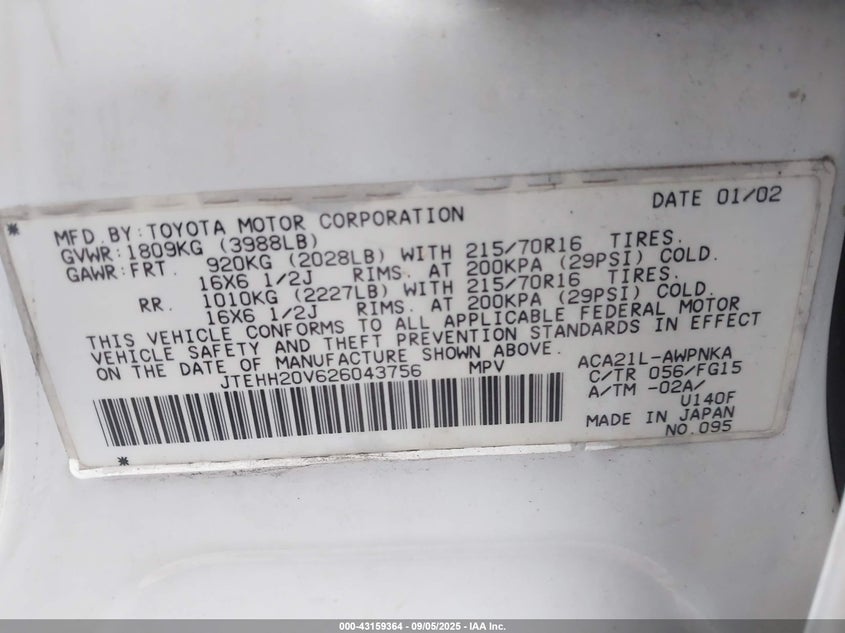 DATE 01/02
MFD. BY: TOYOTA MOTOR CORPORATION
GVWR: 1809KG (3988LB)
GAWR: FRT. 920KG (2028LB) WITH 215/70R16 TIRES.
16X6 1/2J RIMS. AT 200KPA (29PSI) COLD.
RR. 1010KG (2227LB) WITH 215/70R16 TIRES.
16X6 1/2J RIMS. AT 200KPA (29PSI) COLD.
THIS VEHICLE CONFORMS TO ALL APPLICABLE FEDERAL MOTOR
VEHICLE SAFETY AND THEFT PREVENTION STANDARDS IN EFFECT
ON THE DATE OF MANUFACTURE SHOWN ABOVE.
JTEHH20V626043756 MPV
ACA21L-AWPNKA
C/TR 056/FG15
A/TM -02A/
U140F
MADE IN JAPAN
NO.095
000-43159364 - 09/05/2025 - IAA Inc.